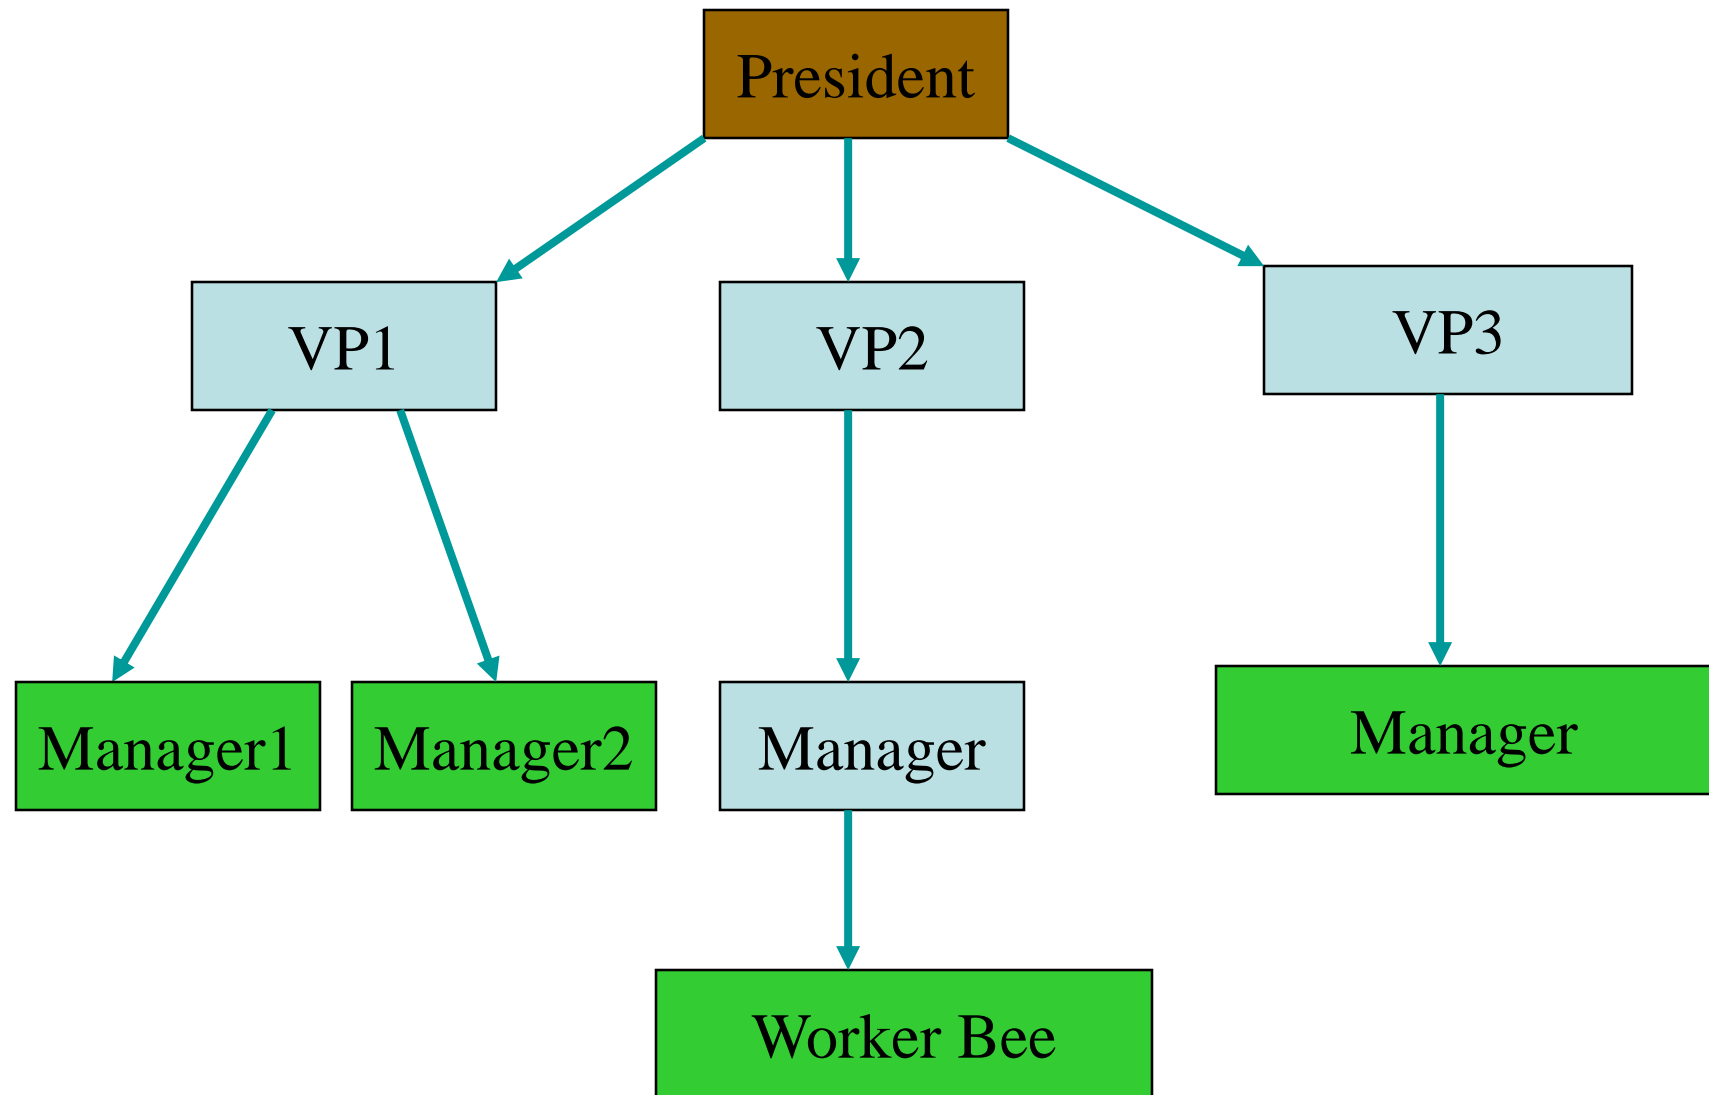 President
VP1
VP2
VP3
Manager1
Manager2
Manager
Manager
Worker Bee